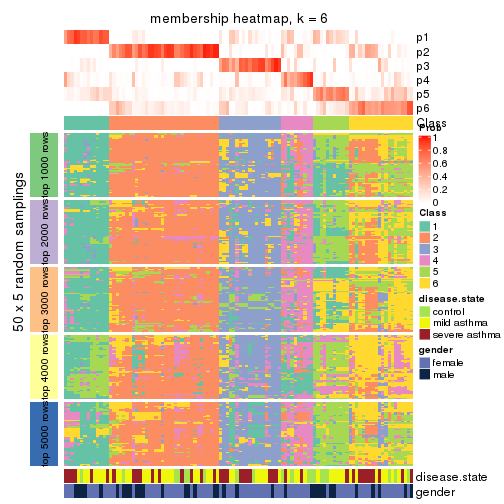 membership heatmap, k = 6
p1
p2
p3
p4
p5
p6
Class
Prob
1
0.8
0.6
0.4
0.2
0
Class
1
2
3
4
5
6
disease.state
control
mild asthma
severe asthma
gender
female
male
50 x 5 random samplings
top 1000 rows
top 2000 rows
top 3000 rows
top 4000 rows
top 5000 rows
disease.state
gender